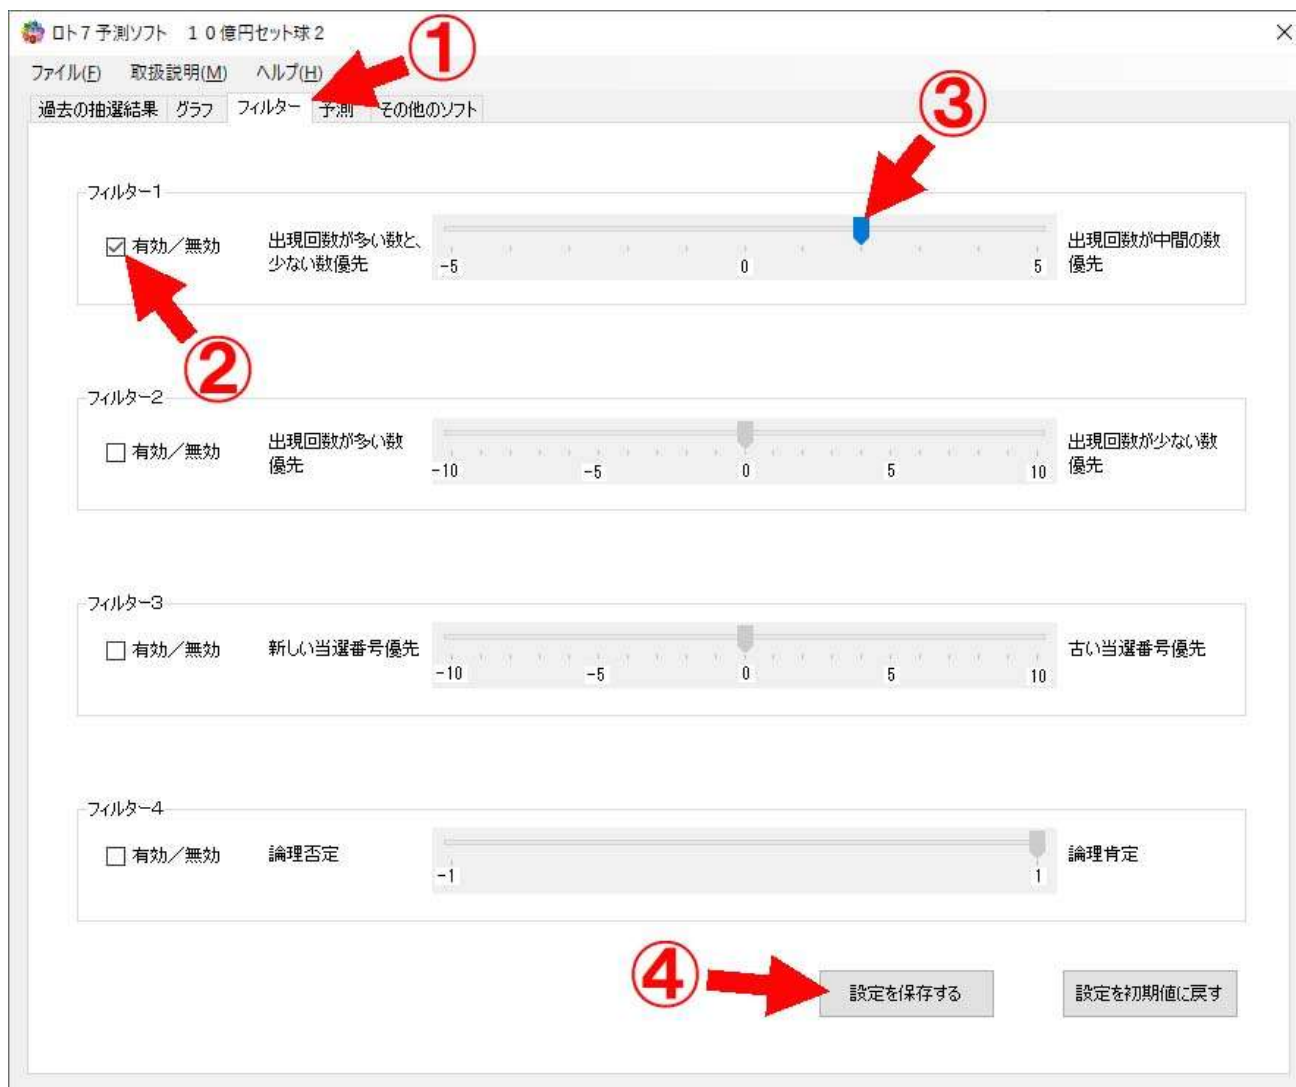 ロト７予測ソフト　１０億円セット球２
①
ファイル(F) 取扱説明(M) ヘルプ(H)
過去の抽選結果 グラフ フィルター 予測 その他のソフト
③
フィルター1
有効／無効
出現回数が多い数と、
少ない数優先
-5 0 5
出現回数が中間の数
優先
②
フィルター2
有効／無効
出現回数が多い数
優先
-10 -5 0 5 10
出現回数が少ない数
優先
フィルター3
有効／無効
新しい当選番号優先
-10 -5 0 5 10
古い当選番号優先
フィルター4
有効／無効
論理否定
-1 1
論理肯定
④
設定を保存する
設定を初期値に戻す